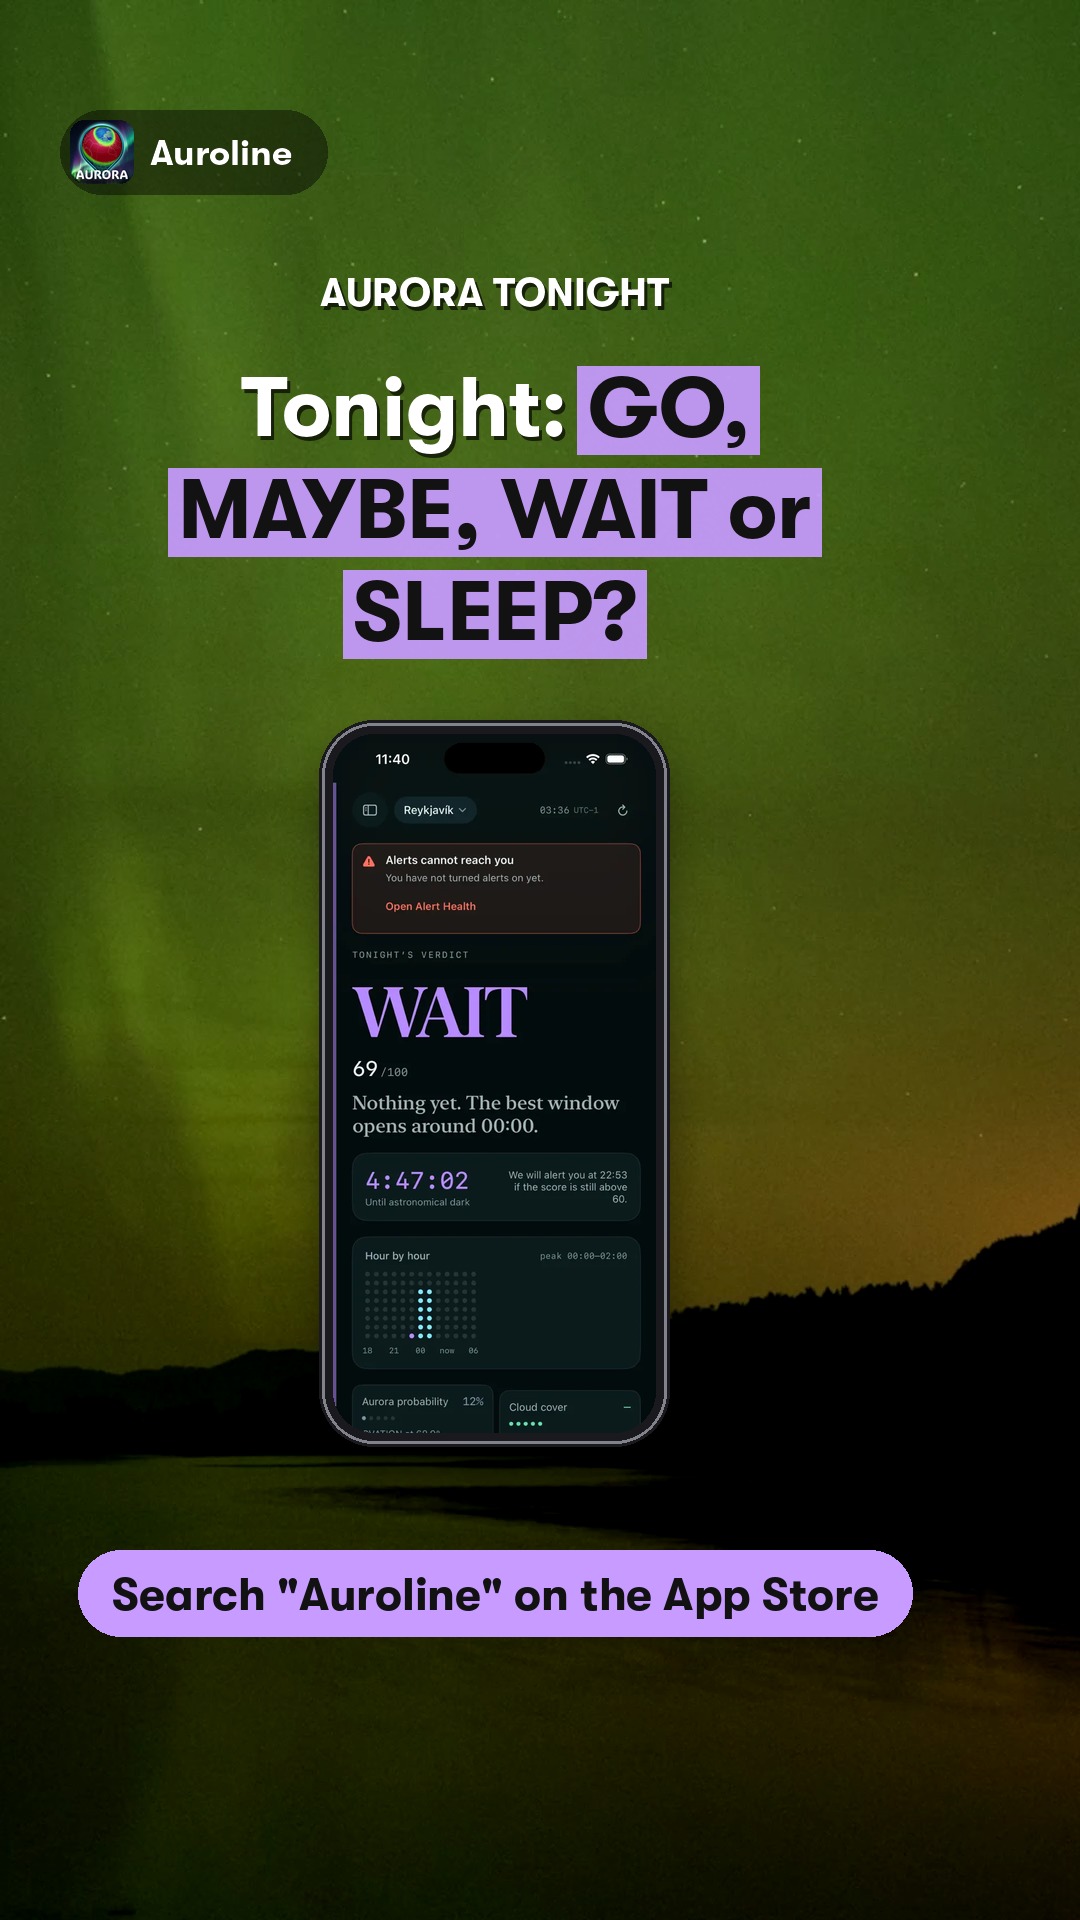 AURORA
Auroline
AURORA TONIGHT
Tonight: GO,
MAYBE, WAIT or
SLEEP?
11:40
Reykjavík
03:36 UTC−1
Alerts cannot reach you
You have not turned alerts on yet.
Open Alert Health
TONIGHT'S VERDICT
WAIT
69 /100
Nothing yet. The best window
opens around 00:00.
4:47:02
Until astronomical dark
We will alert you at 22:53
if the score is still above
60.
Hour by hour
peak 00:00–02:00
18 21 00 now 06
Aurora probability 12%
Cloud cover –
Search "Auroline" on the App Store